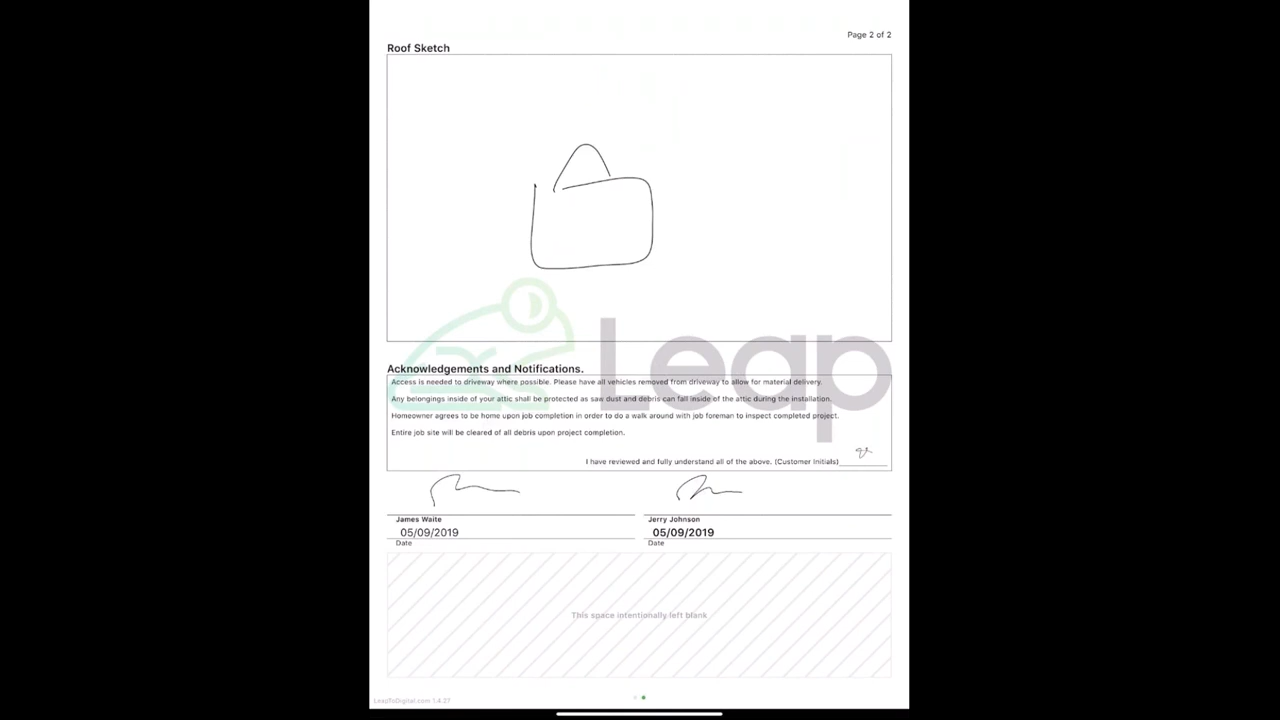 Page 2 of 2
Roof Sketch
Leap
Acknowledgements and Notifications.
Access is needed to driveway where possible. Please have all vehicles removed from driveway to allow for material delivery.
Any belongings inside of your attic shall be protected as saw dust and debris can fall inside of the attic during the installation.
Homeowner agrees to be home upon job completion in order to do a walk around with job foreman to inspect completed project.
Entire job site will be cleared of all debris upon project completion.
I have reviewed and fully understand all of the above. (Customer Initials)
James Waite
Jerry Johnson
05/09/2019
05/09/2019
Date
Date
This space intentionally left blank
LeapToDigital.com 1.4.27